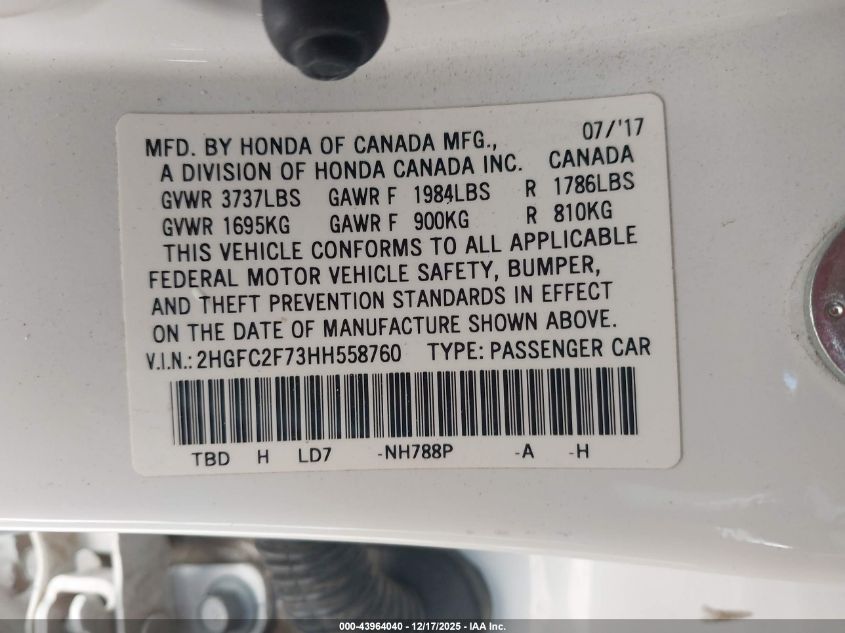 MFD. BY HONDA OF CANADA MFG., 07/'17
A DIVISION OF HONDA CANADA INC. CANADA
GVWR 3737LBS GAWR F 1984LBS R 1786LBS
GVWR 1695KG GAWR F 900KG R 810KG
THIS VEHICLE CONFORMS TO ALL APPLICABLE
FEDERAL MOTOR VEHICLE SAFETY, BUMPER,
AND THEFT PREVENTION STANDARDS IN EFFECT
ON THE DATE OF MANUFACTURE SHOWN ABOVE.
V.I.N.: 2HGFC2F73HH558760 TYPE: PASSENGER CAR
TBD H LD7 -NH788P -A -H
000-43964040 - 12/17/2025 - IAA Inc.